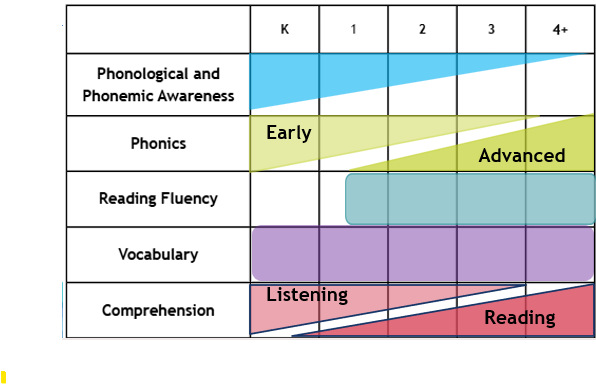 K 1 2 3 4+
Phonological and
Phonemic Awareness
Early
Phonics
Advanced
Reading Fluency
Vocabulary
Listening
Comprehension
Reading